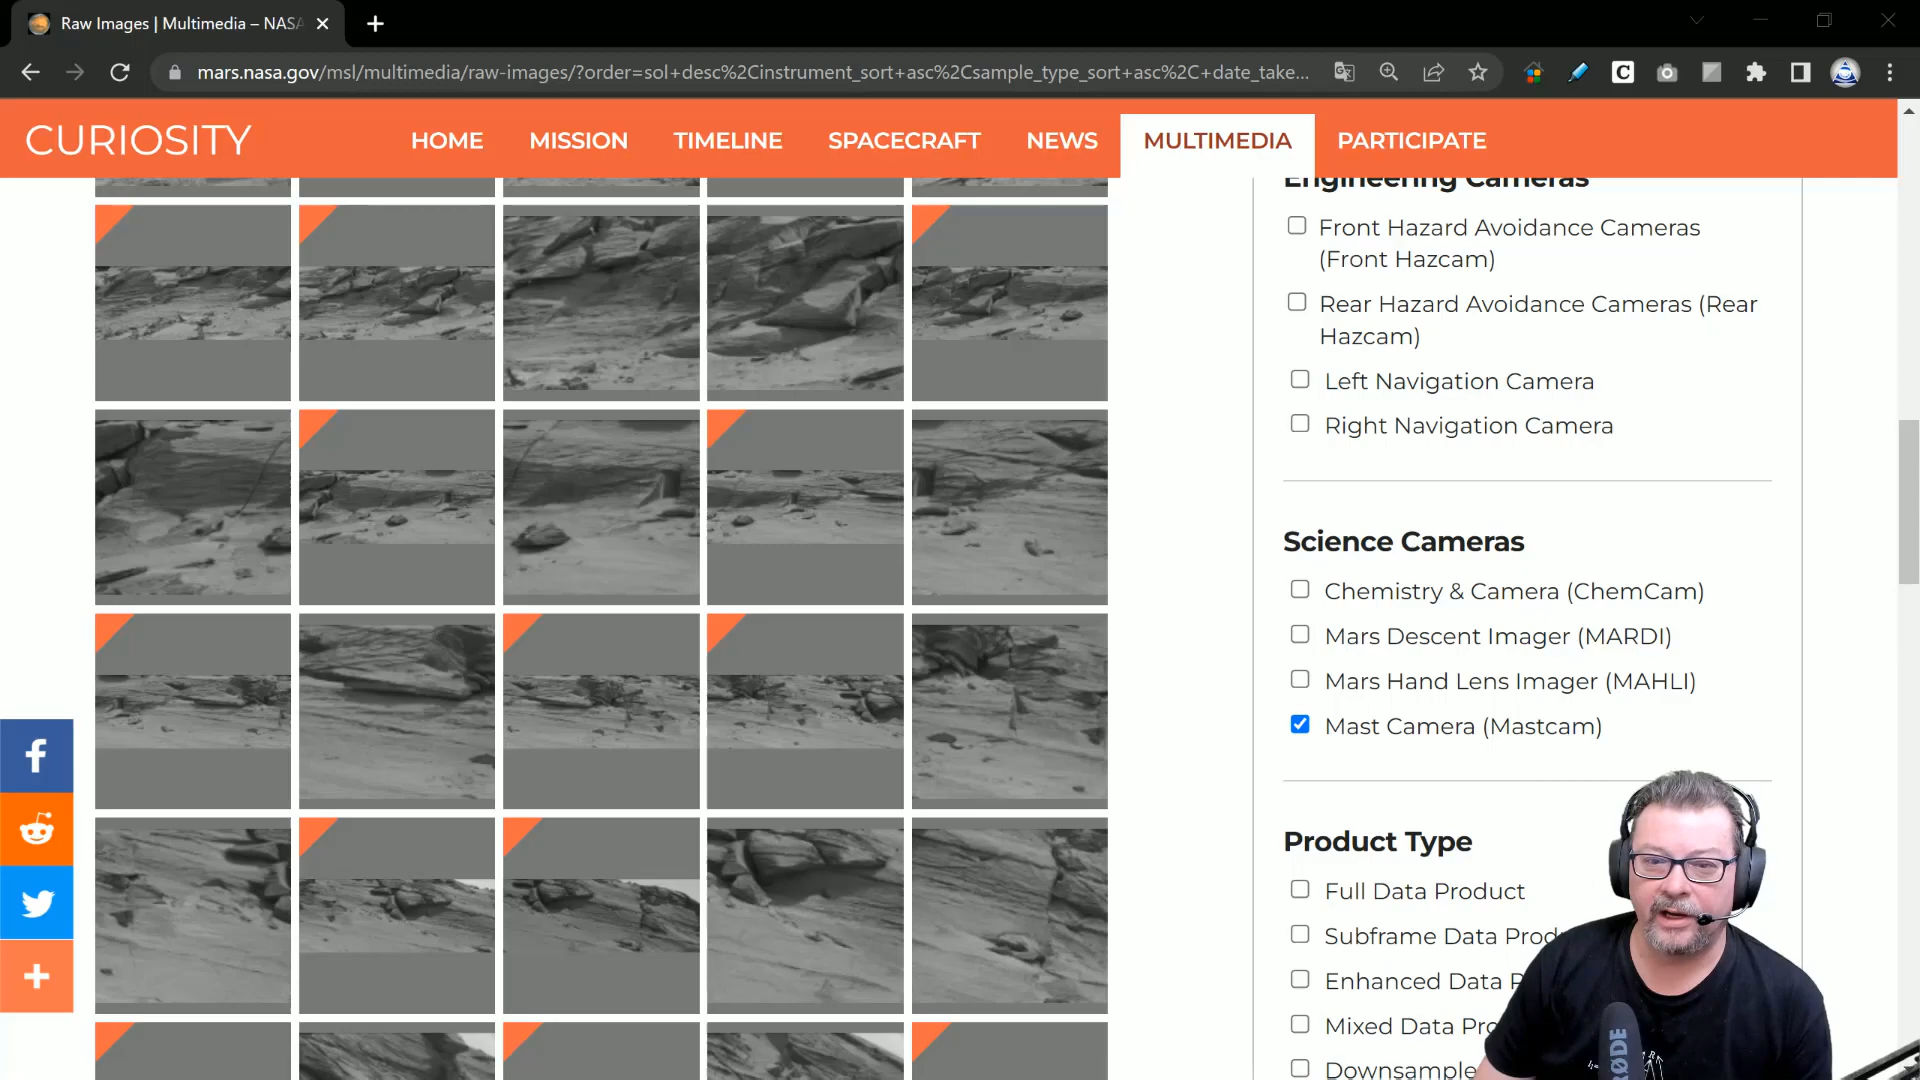 Raw Images | Multimedia – NASA
mars.nasa.gov/msl/multimedia/raw-images/?order=sol+desc%2Cinstrument_sort+asc%2Csample_type_sort+asc%2C+date_take...
CURIOSITY
HOME
MISSION
TIMELINE
SPACECRAFT
NEWS
MULTIMEDIA
PARTICIPATE
Engineering Cameras
Front Hazard Avoidance Cameras
(Front Hazcam)
Rear Hazard Avoidance Cameras (Rear
Hazcam)
Left Navigation Camera
Right Navigation Camera
Science Cameras
Chemistry & Camera (ChemCam)
Mars Descent Imager (MARDI)
Mars Hand Lens Imager (MAHLI)
Mast Camera (Mastcam)
Product Type
Full Data Product
Subframe Data Prod
Enhanced Data P
Mixed Data Pro
Downsample
RØDE